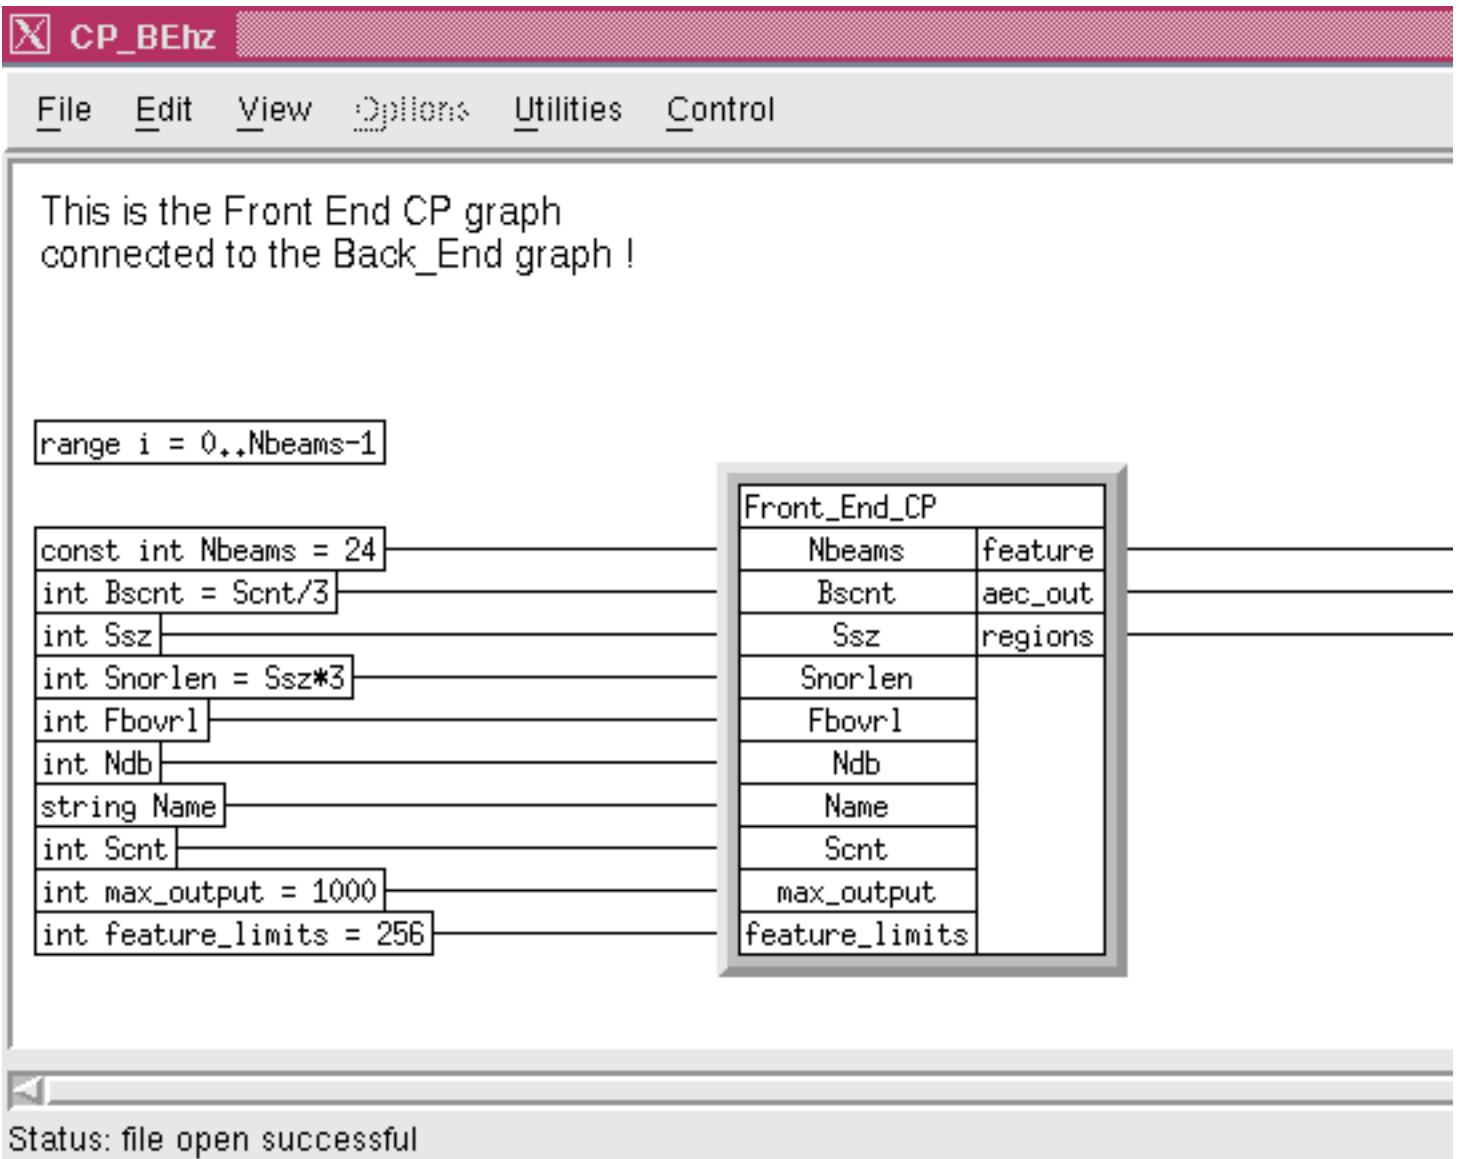 X CP_BEhz
File Edit View Options Utilities Control
This is the Front End CP graph
connected to the Back_End graph !
range i = 0..Nbeams-1
const int Nbeams = 24
int Bscnt = Scnt/3
int Ssz
int Snorlen = Ssz*3
int Fbovrl
int Ndb
string Name
int Scnt
int max_output = 1000
int feature_limits = 256
Front_End_CP
Nbeams feature
Bscnt aec_out
Ssz regions
Snorlen
Fbovrl
Ndb
Name
Scnt
max_output
feature_limits
Status: file open successful